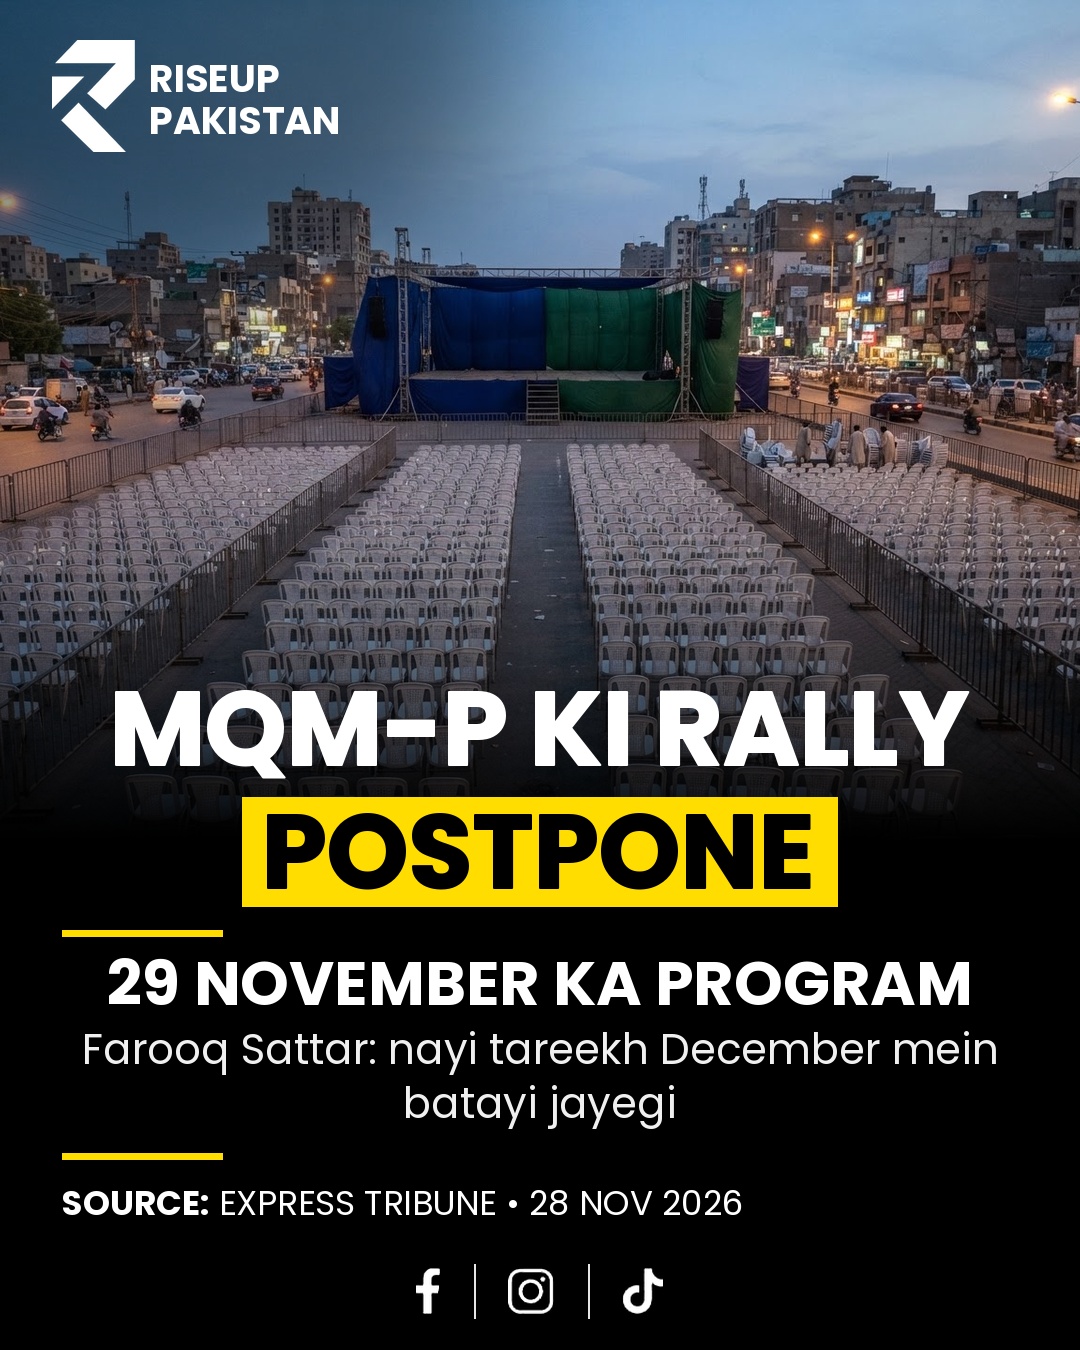 RISEUP
PAKISTAN
MQM-P KI RALLY
POSTPONE
29 NOVEMBER KA PROGRAM
Farooq Sattar: nayi tareekh December mein
batayi jayegi
SOURCE: EXPRESS TRIBUNE • 28 NOV 2026